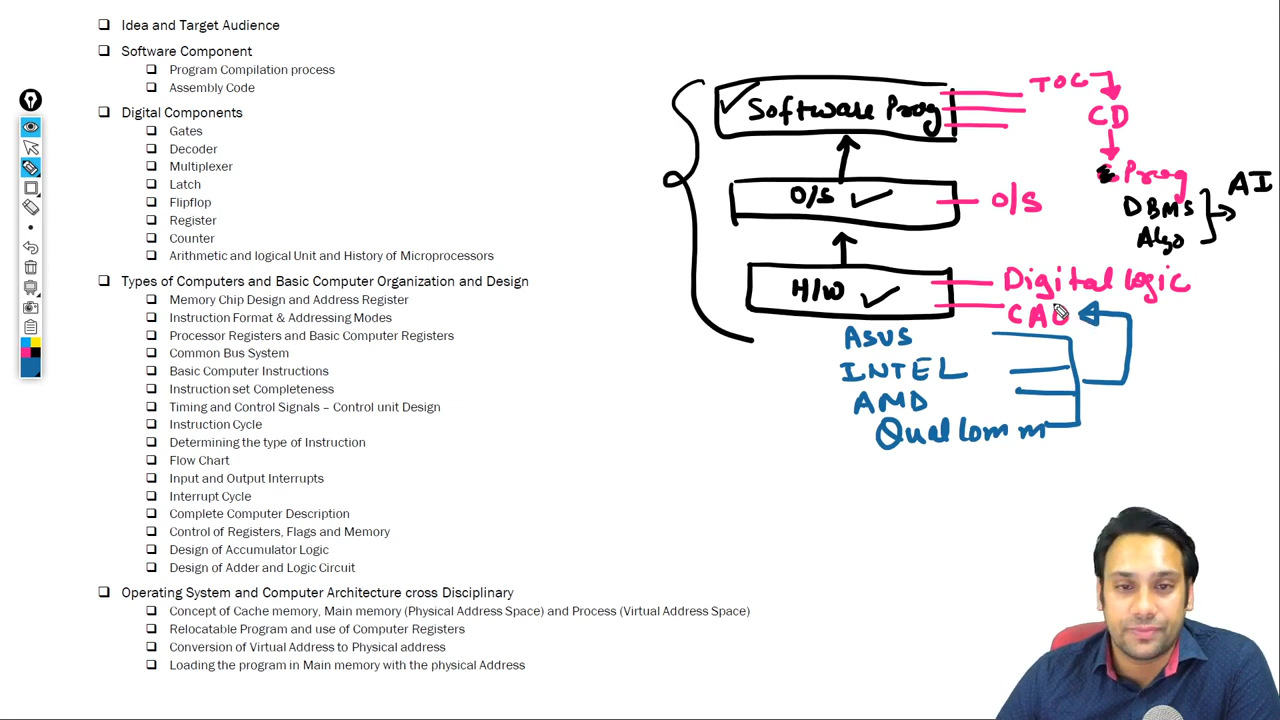 Idea and Target Audience
Software Component
Program Compilation process
Assembly Code
Digital Components
Gates
Decoder
Multiplexer
Latch
Flipflop
Register
Counter
Arithmetic and logical Unit and History of Microprocessors
Types of Computers and Basic Computer Organization and Design
Memory Chip Design and Address Register
Instruction Format & Addressing Modes
Processor Registers and Basic Computer Registers
Common Bus System
Basic Computer Instructions
Instruction set Completeness
Timing and Control Signals – Control unit Design
Instruction Cycle
Determining the type of Instruction
Flow Chart
Input and Output Interrupts
Interrupt Cycle
Complete Computer Description
Control of Registers, Flags and Memory
Design of Accumulator Logic
Design of Adder and Logic Circuit
Operating System and Computer Architecture cross Disciplinary
Concept of Cache memory, Main memory (Physical Address Space) and Process (Virtual Address Space)
Relocatable Program and use of Computer Registers
Conversion of Virtual Address to Physical address
Loading the program in Main memory with the physical Address
Software Prog
TOC
CD
Prog
DBMS
Algo
AI
O/S
O/S
H/W
Digital logic
CAO
ASUS
INTEL
AMD
Qualcomm